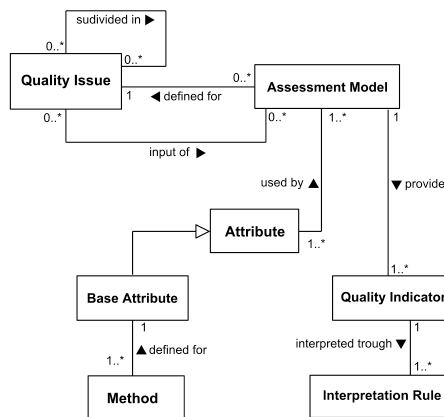 sudivided in ▶
0..*
0..*
0..*
Quality Issue
Assessment Model
1
◀ defined for
0..*
0..*
1..*
1
input of ▶
used by ▲
▼ provide
Attribute
1..*
1..*
Base Attribute
Quality Indicator
1
1
▲ defined for
interpreted trough ▼
1..*
1..*
Method
Interpretation Rule